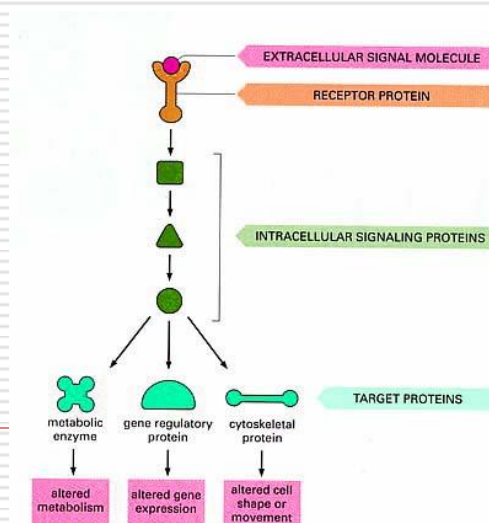 EXTRACELLULAR SIGNAL MOLECULE
RECEPTOR PROTEIN
INTRACELLULAR SIGNALING PROTEINS
TARGET PROTEINS
metabolic
enzyme
gene regulatory
protein
cytoskeletal
protein
altered
metabolism
altered gene
expression
altered cell
shape or
movement